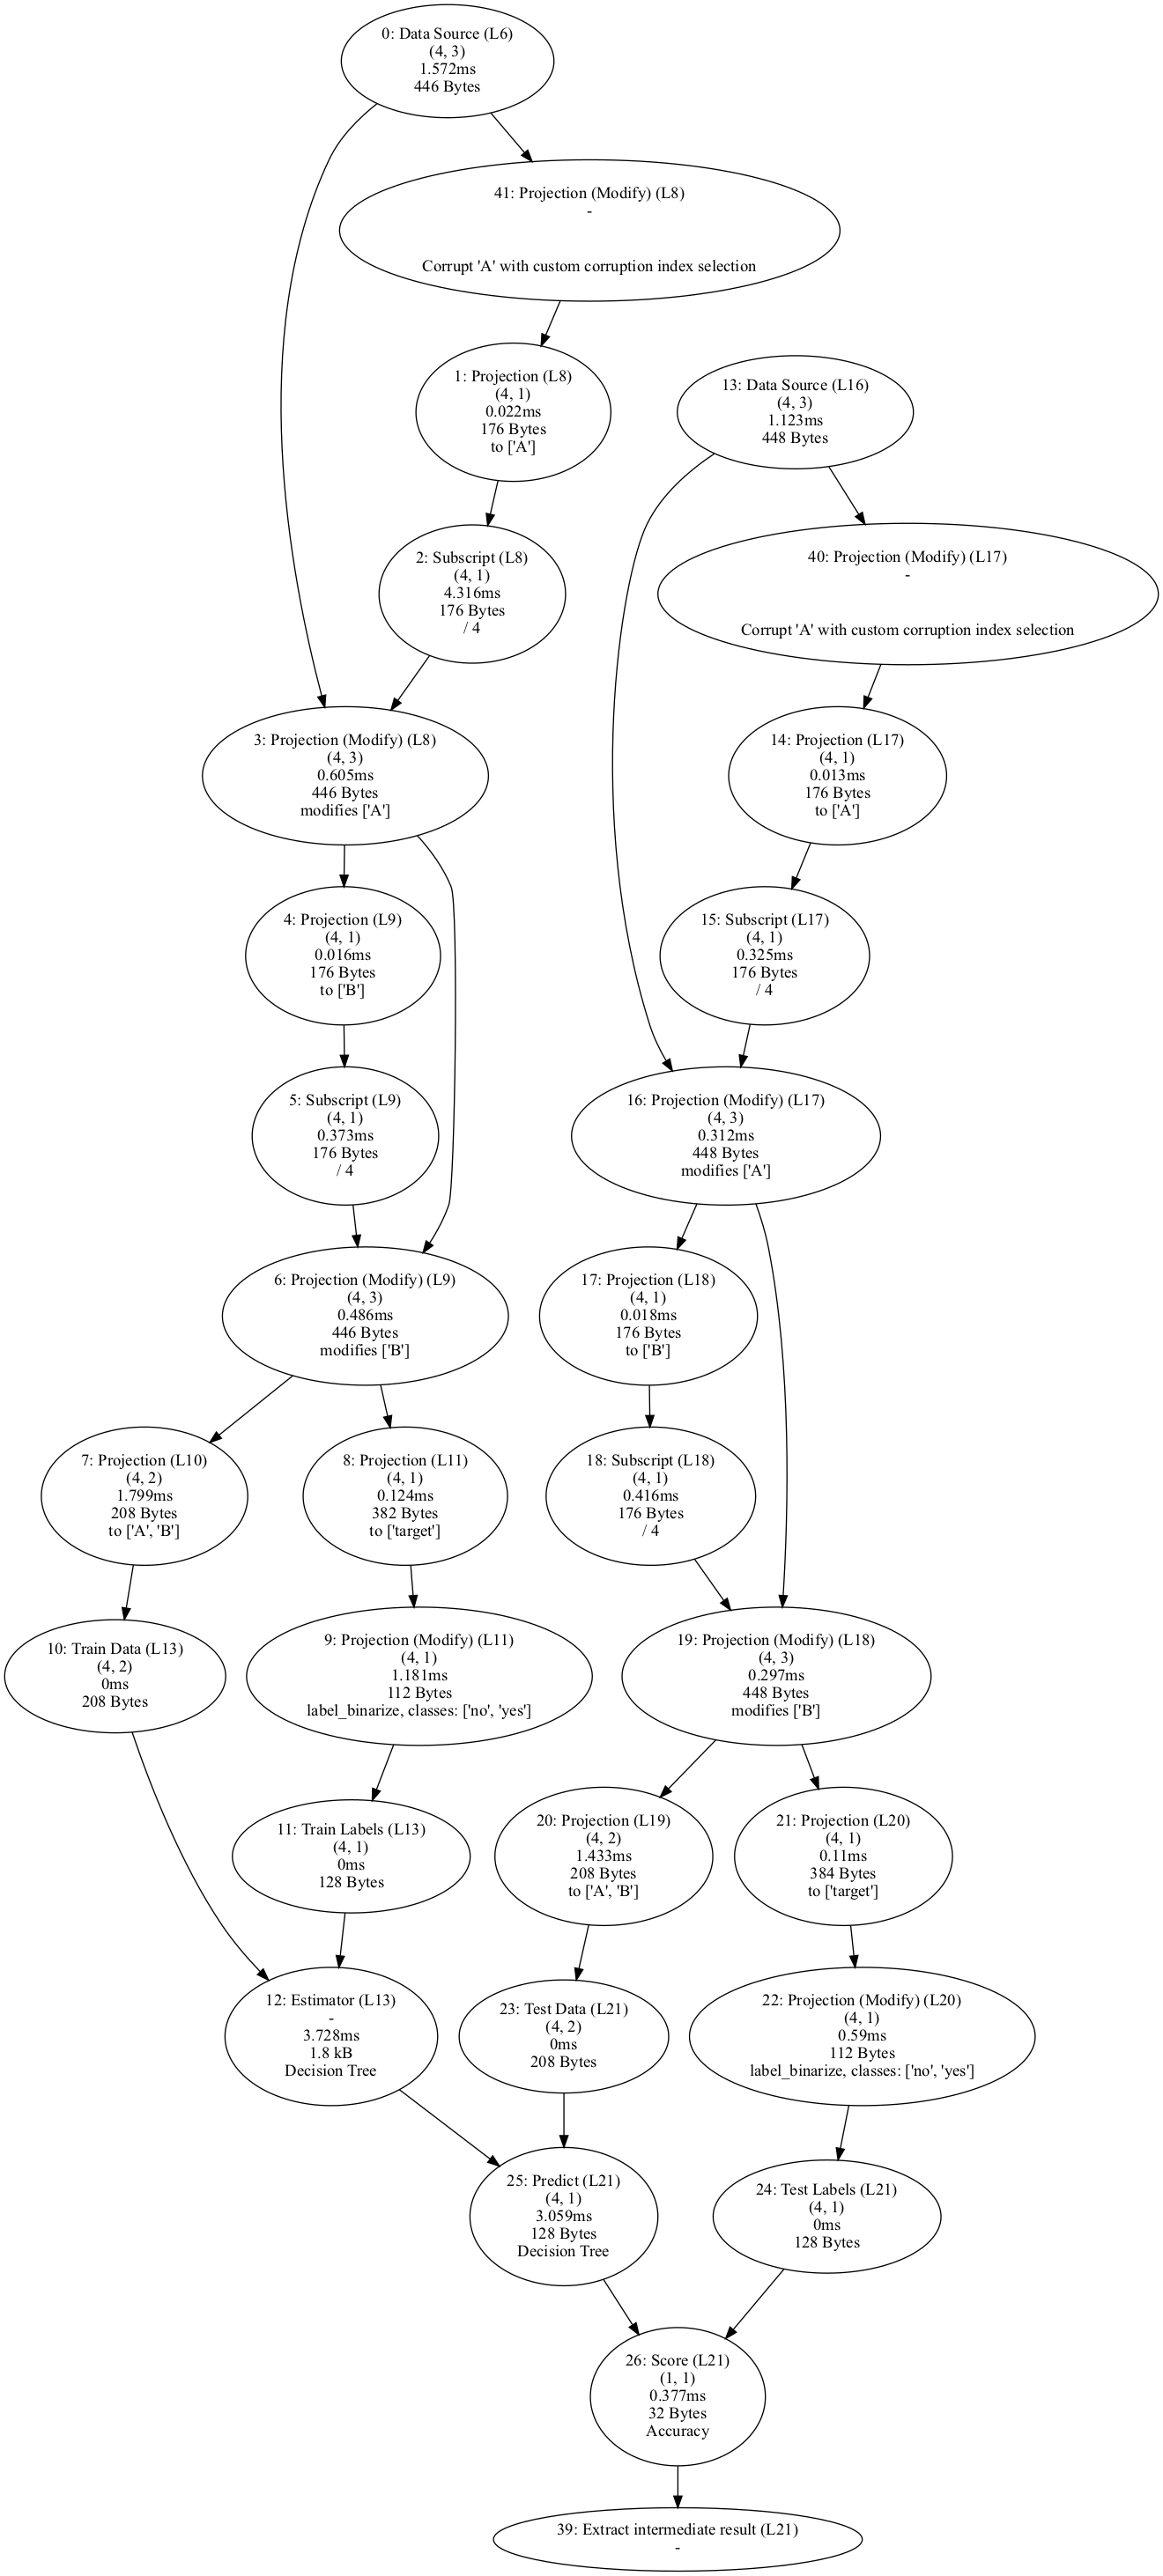 0: Data Source (L6)
(4, 3)
1.572ms
446 Bytes
41: Projection (Modify) (L8)
-
Corrupt 'A' with custom corruption index selection
1: Projection (L8)
(4, 1)
0.022ms
176 Bytes
to ['A']
13: Data Source (L16)
(4, 3)
1.123ms
448 Bytes
2: Subscript (L8)
(4, 1)
4.316ms
176 Bytes
/ 4
40: Projection (Modify) (L17)
-
Corrupt 'A' with custom corruption index selection
3: Projection (Modify) (L8)
(4, 3)
0.605ms
446 Bytes
modifies ['A']
14: Projection (L17)
(4, 1)
0.013ms
176 Bytes
to ['A']
4: Projection (L9)
(4, 1)
0.016ms
176 Bytes
to ['B']
15: Subscript (L17)
(4, 1)
0.325ms
176 Bytes
/ 4
5: Subscript (L9)
(4, 1)
0.373ms
176 Bytes
/ 4
16: Projection (Modify) (L17)
(4, 3)
0.312ms
448 Bytes
modifies ['A']
6: Projection (Modify) (L9)
(4, 3)
0.486ms
446 Bytes
modifies ['B']
17: Projection (L18)
(4, 1)
0.018ms
176 Bytes
to ['B']
7: Projection (L10)
(4, 2)
1.799ms
208 Bytes
to ['A', 'B']
8: Projection (L11)
(4, 1)
0.124ms
382 Bytes
to ['target']
18: Subscript (L18)
(4, 1)
0.416ms
176 Bytes
/ 4
10: Train Data (L13)
(4, 2)
0ms
208 Bytes
9: Projection (Modify) (L11)
(4, 1)
1.181ms
112 Bytes
label_binarize, classes: ['no', 'yes']
19: Projection (Modify) (L18)
(4, 3)
0.297ms
448 Bytes
modifies ['B']
11: Train Labels (L13)
(4, 1)
0ms
128 Bytes
20: Projection (L19)
(4, 2)
1.433ms
208 Bytes
to ['A', 'B']
21: Projection (L20)
(4, 1)
0.11ms
384 Bytes
to ['target']
12: Estimator (L13)
-
3.728ms
1.8 kB
Decision Tree
23: Test Data (L21)
(4, 2)
0ms
208 Bytes
22: Projection (Modify) (L20)
(4, 1)
0.59ms
112 Bytes
label_binarize, classes: ['no', 'yes']
25: Predict (L21)
(4, 1)
3.059ms
128 Bytes
Decision Tree
24: Test Labels (L21)
(4, 1)
0ms
128 Bytes
26: Score (L21)
(1, 1)
0.377ms
32 Bytes
Accuracy
39: Extract intermediate result (L21)
-